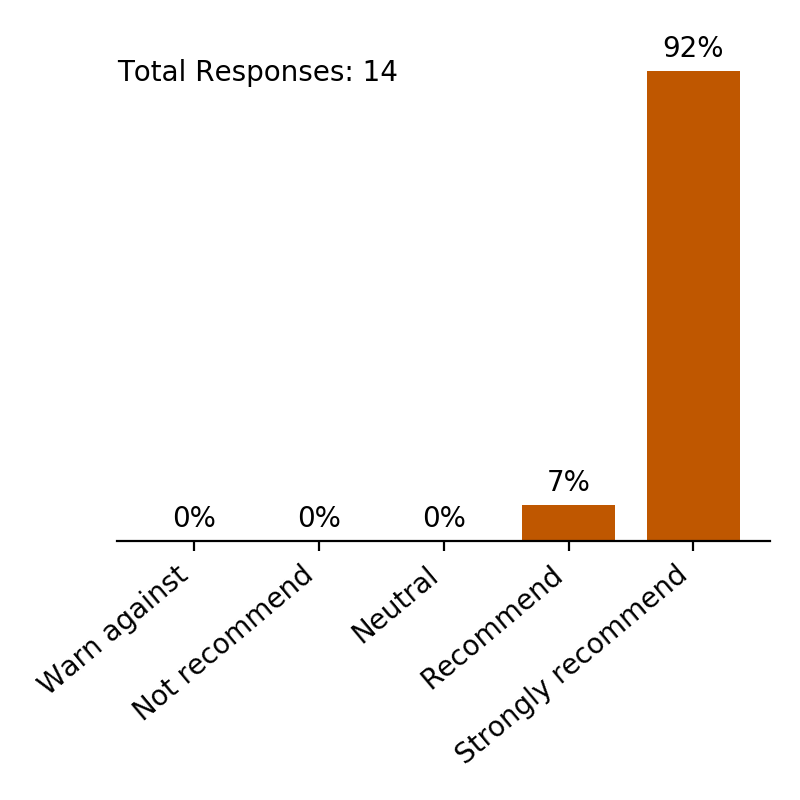 Total Responses: 14
92%
7%
0%
0%
0%
Warn against
Not recommend
Neutral
Recommend
Strongly recommend